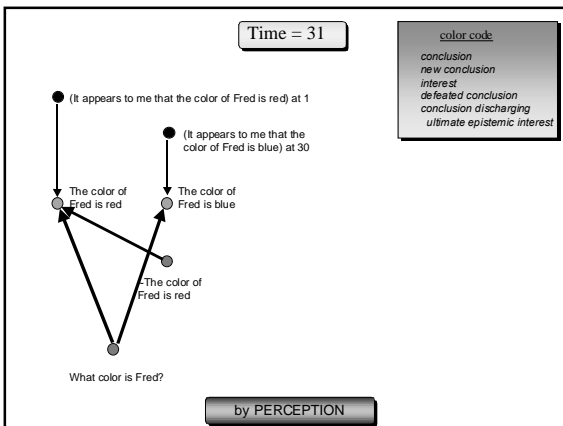 Time = 31
color code
conclusion
new conclusion
interest
defeated conclusion
conclusion discharging
ultimate epistemic interest
(It appears to me that the color of Fred is red) at 1
(It appears to me that the
color of Fred is blue) at 30
The color of
Fred is red
The color of
Fred is blue
~The color of
Fred is red
What color is Fred?
by PERCEPTION